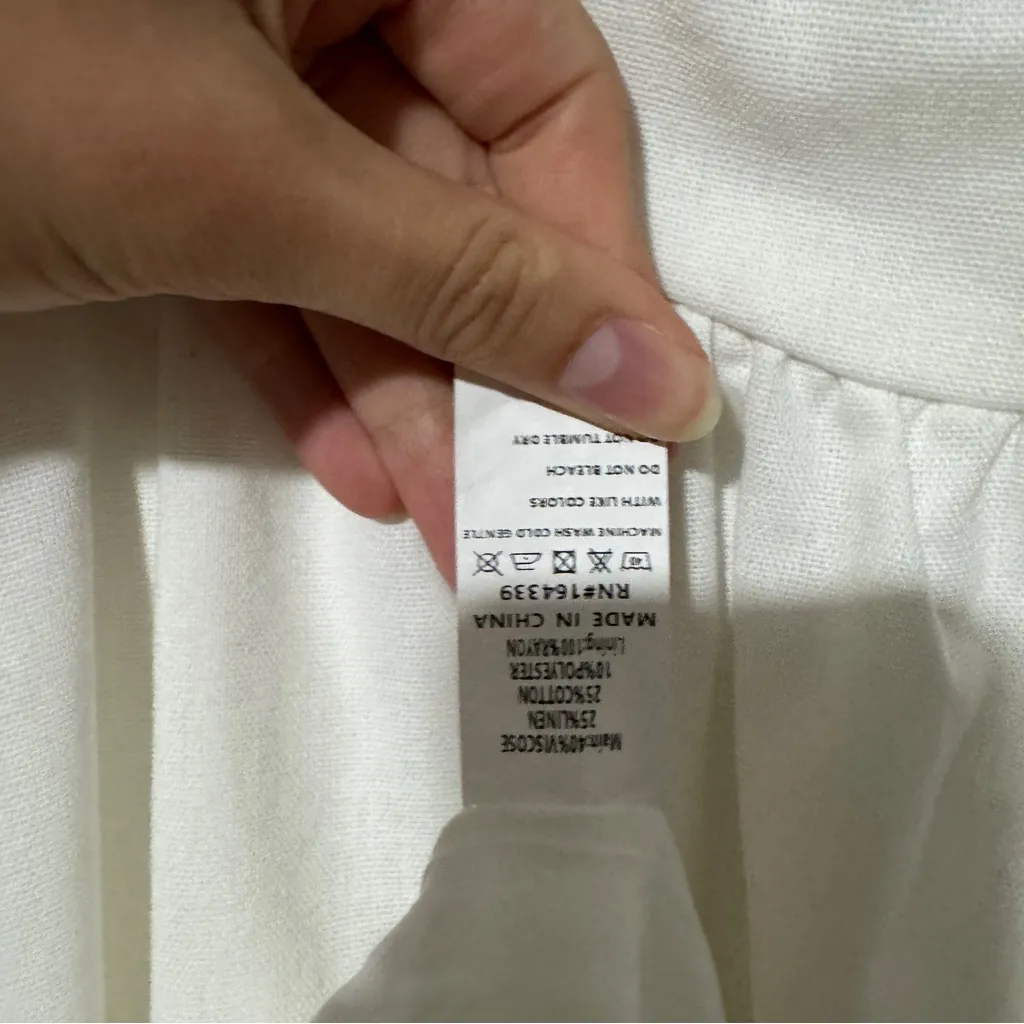 Main:40%VISCOSE
25%LINEN
25%COTTON
10%POLYESTER
Lining:100%RAYON
MADE IN CHINA
RN#164339
40
MACHINE WASH COLD GENTLE
WITH LIKE COLORS
DO NOT BLEACH
NOT TUMBLE DRY